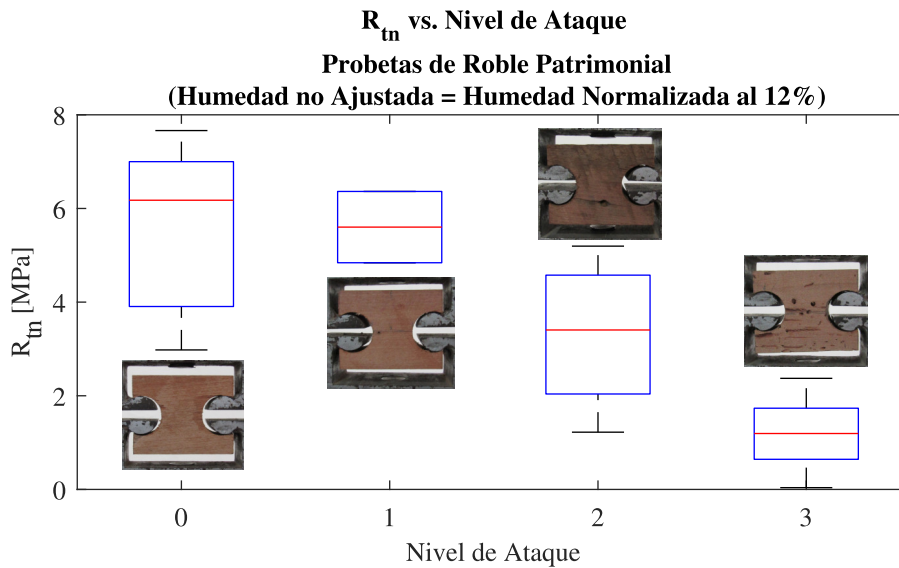 R_tn vs. Nivel de Ataque
Probetas de Roble Patrimonial
(Humedad no Ajustada = Humedad Normalizada al 12%)
8
6
4
2
0
R_tn [MPa]
0 1 2 3
Nivel de Ataque